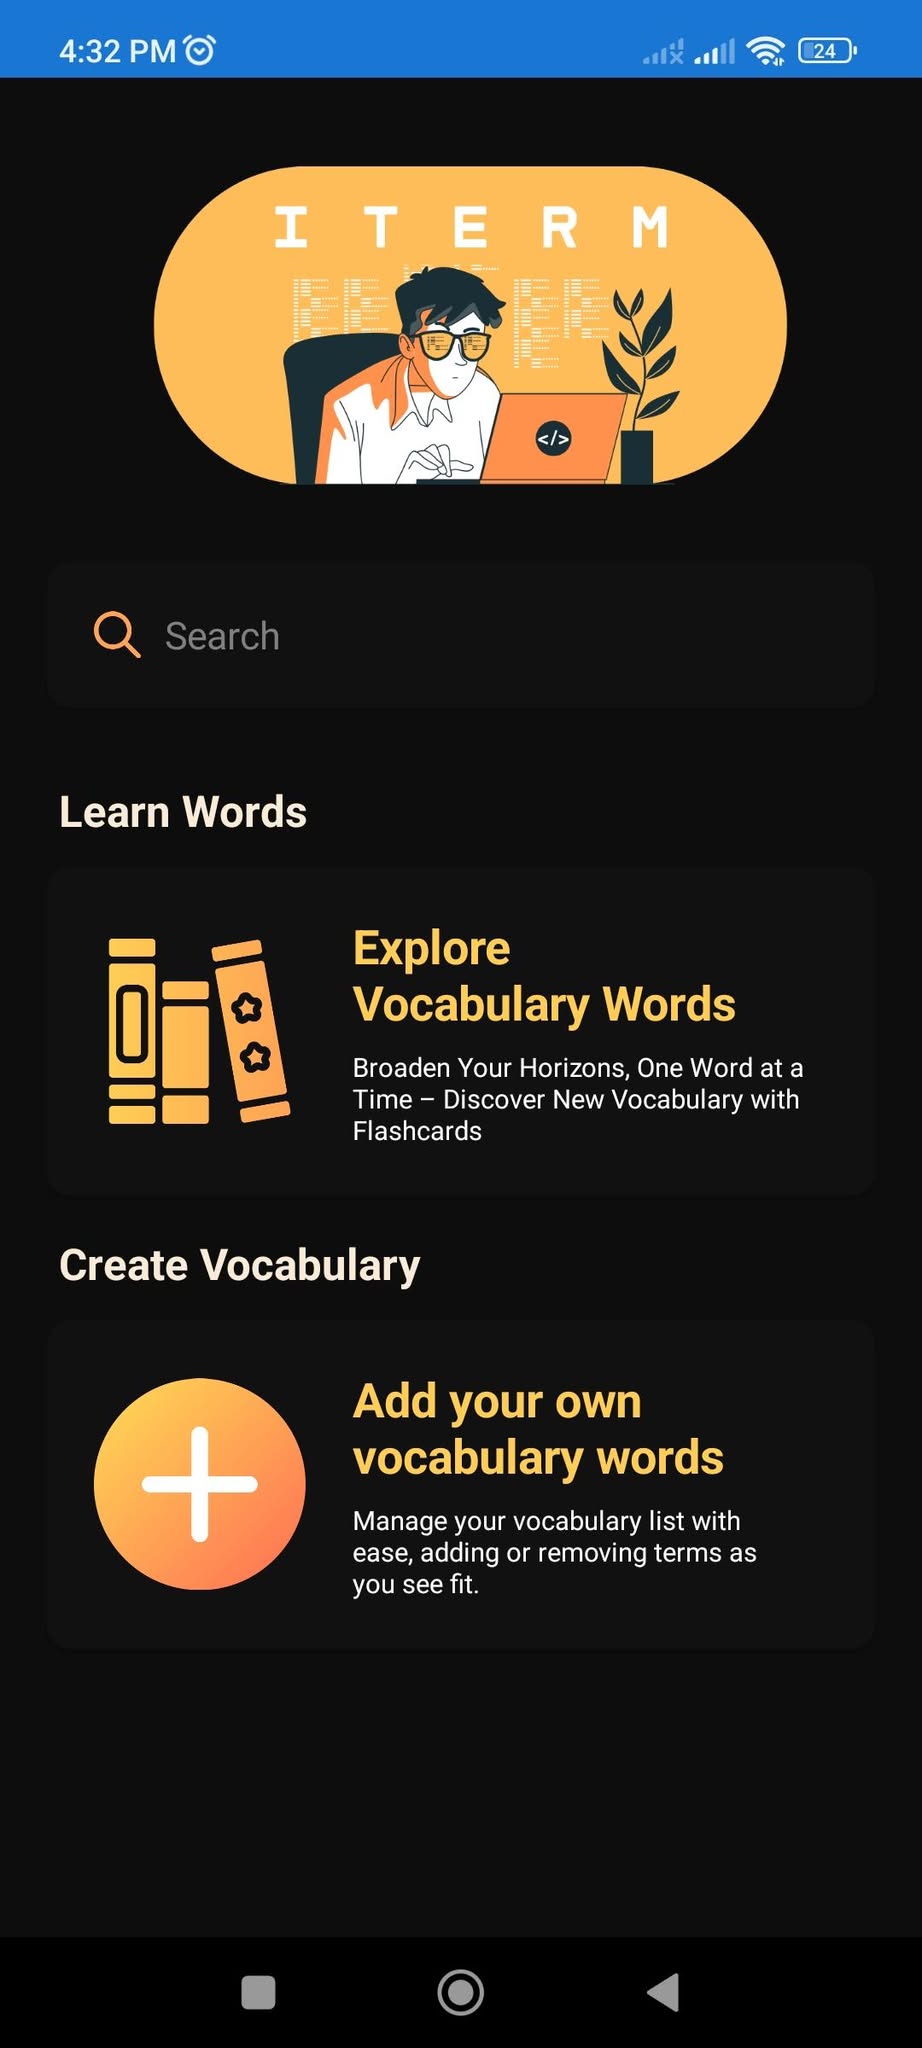 4:32 PM
24
I T E R M
</>
Search
Learn Words
Explore
Vocabulary Words
Broaden Your Horizons, One Word at a
Time – Discover New Vocabulary with
Flashcards
Create Vocabulary
Add your own
vocabulary words
Manage your vocabulary list with
ease, adding or removing terms as
you see fit.